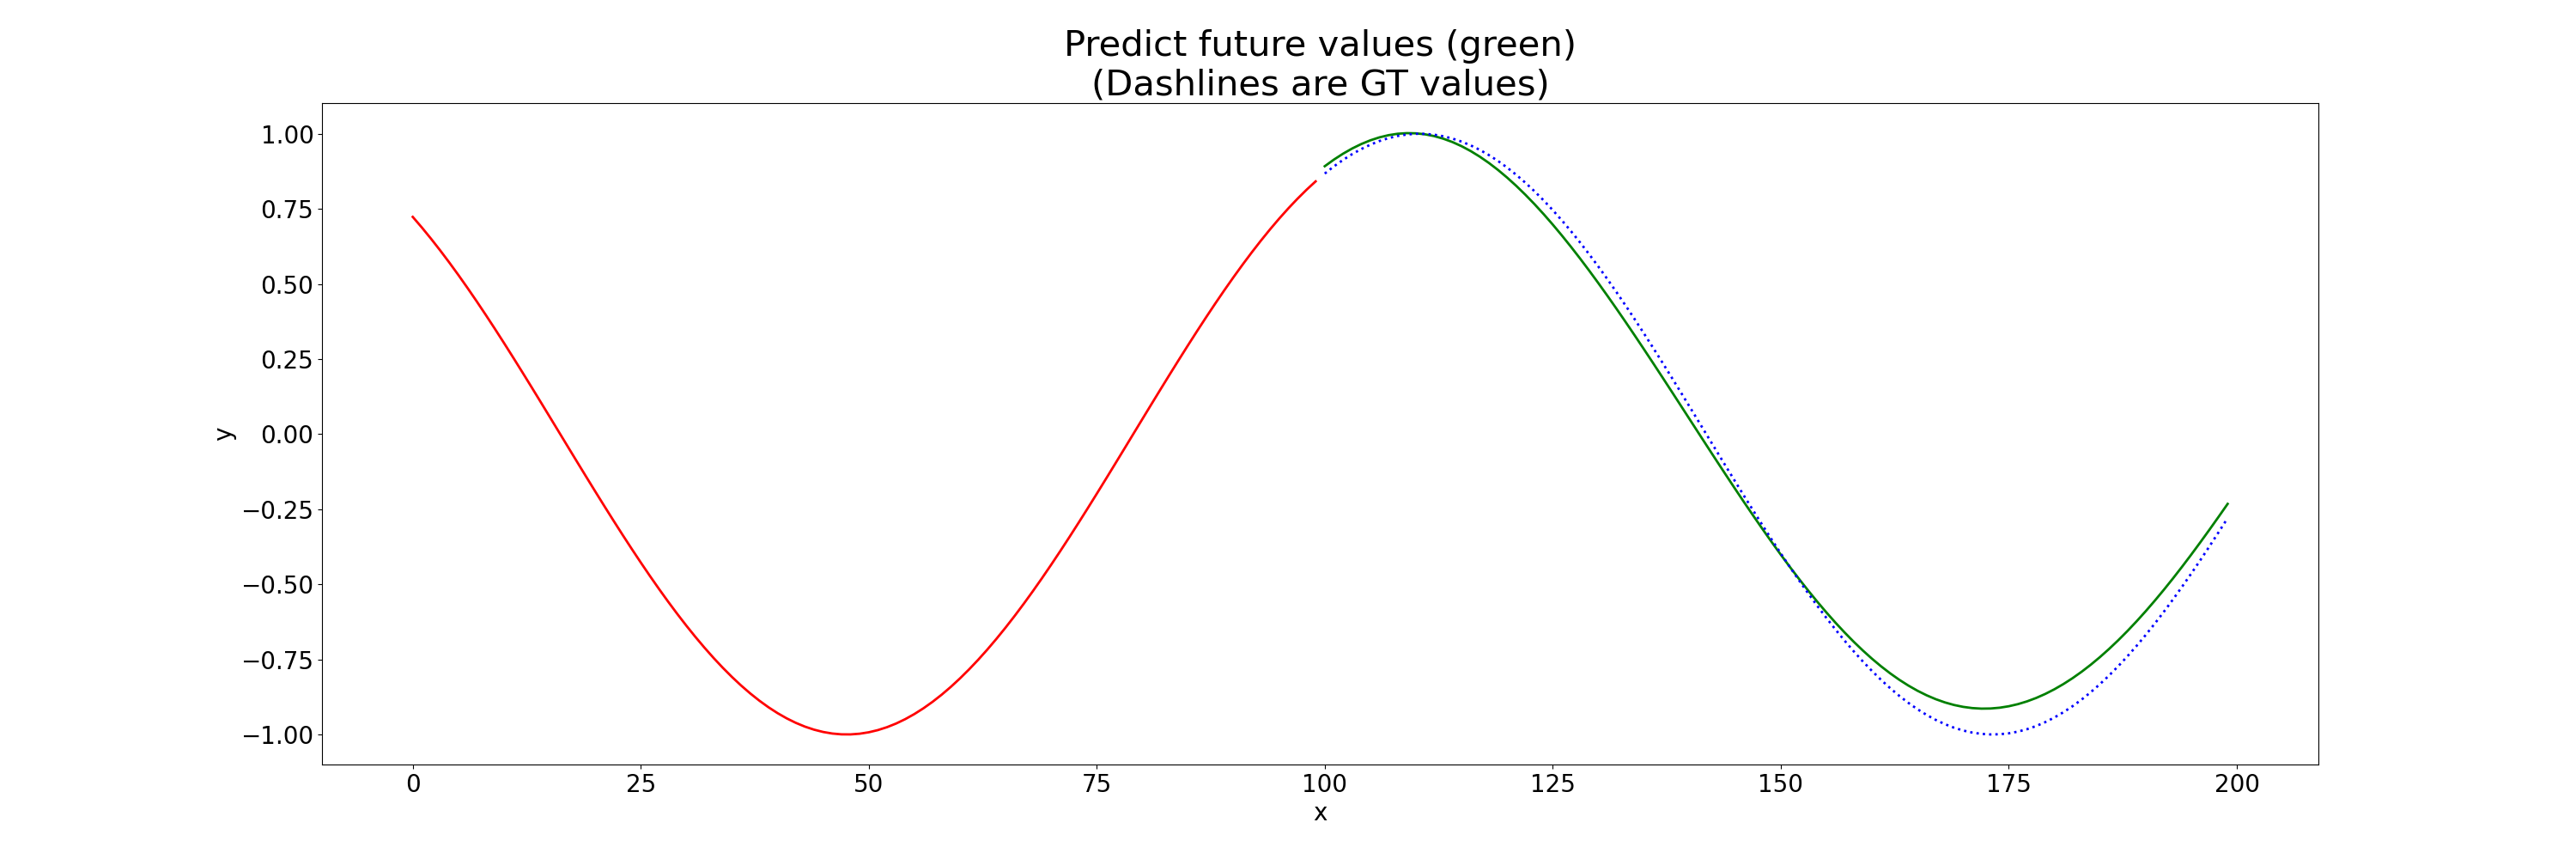 Predict future values (green)
(Dashlines are GT values)
1.00
0.75
0.50
0.25
0.00
−0.25
−0.50
−0.75
−1.00
y
0 25 50 75 100 125 150 175 200
x